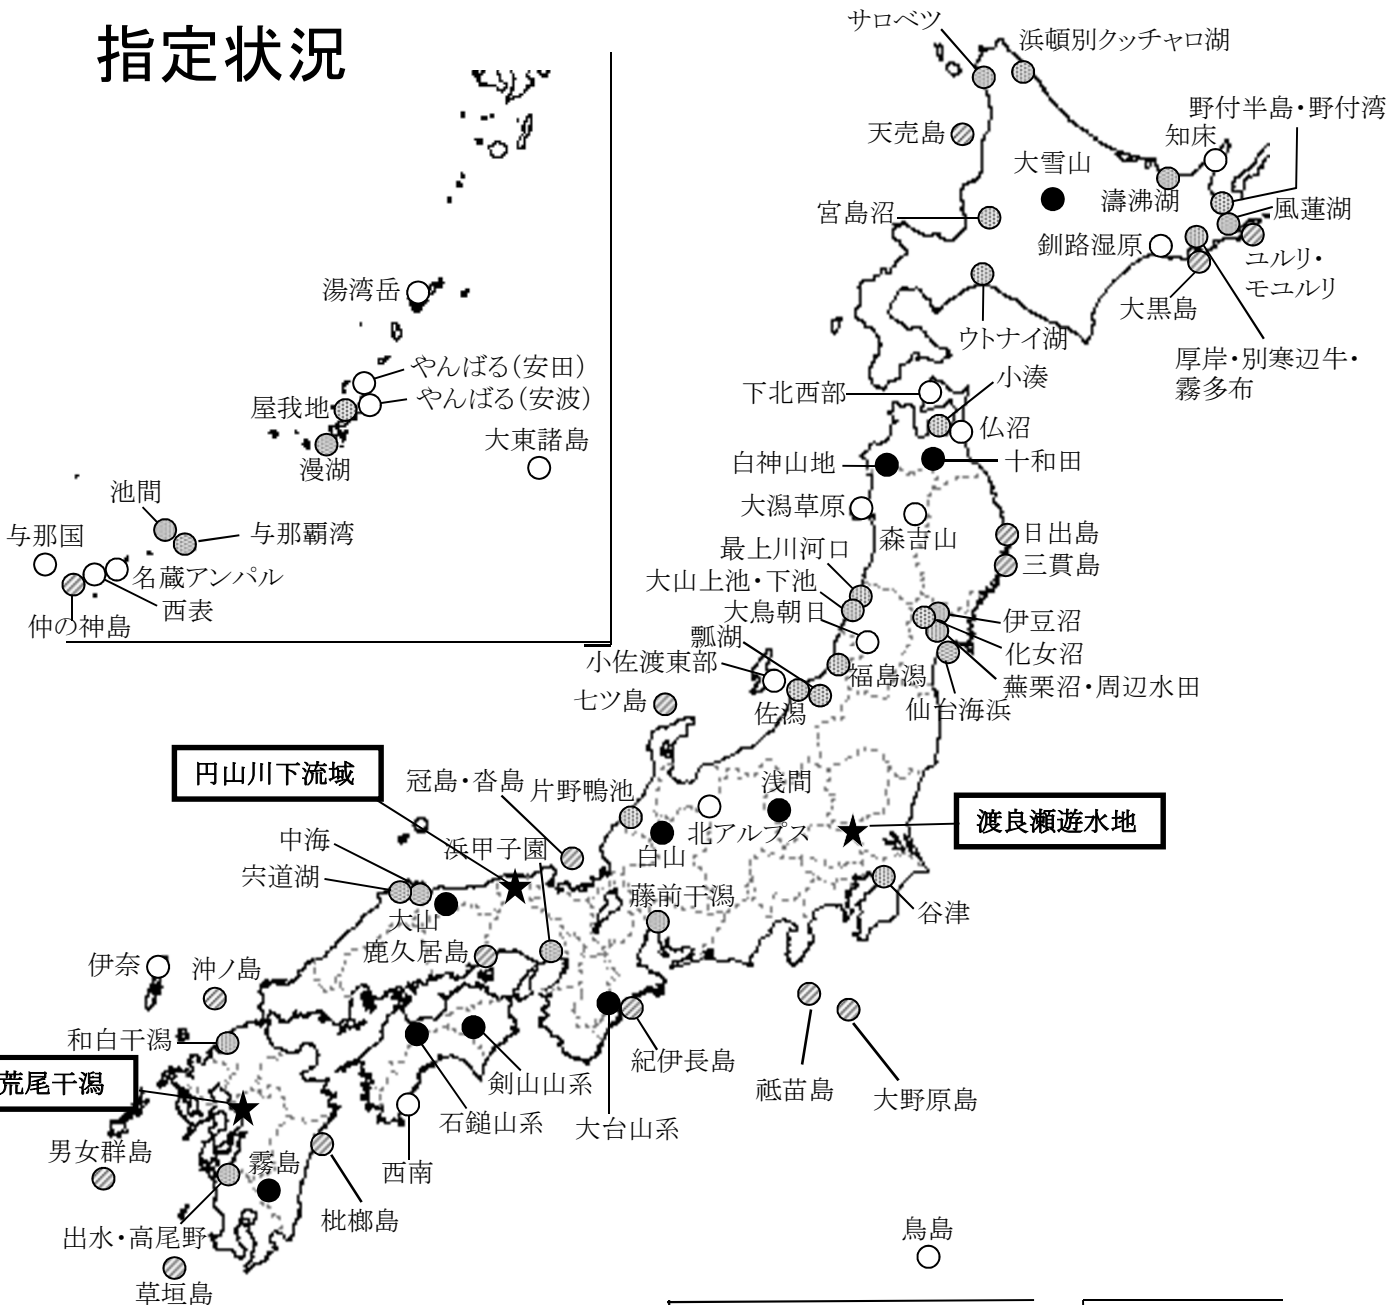 指定状況
サロベツ
浜頓別クッチャロ湖
野付半島・野付湾
天売島
知床
大雪山
濤沸湖
宮島沼
風蓮湖
釧路湿原
ユルリ・
モユルリ
大黒島
ウトナイ湖
厚岸・別寒辺牛・
霧多布
湯湾岳
やんばる(安田)
やんばる(安波)
屋我地
大東諸島
漫湖
池間
与那覇湾
与那国
名蔵アンパル
西表
仲の神島
下北西部
小湊
仏沼
白神山地
十和田
大潟草原
森吉山
日出島
三貫島
最上川河口
大山上池・下池
大鳥朝日
伊豆沼
化女沼
蕪栗沼・周辺水田
仙台海浜
瓢湖
小佐渡東部
福島潟
佐潟
七ツ島
円山川下流域
冠島・沓島
片野鴨池
浅間
渡良瀬遊水地
中海
浜甲子園
白山
北アルプス
宍道湖
藤前干潟
谷津
大山
鹿久居島
伊奈
沖ノ島
和白干潟
紀伊長島
祗苗島
大野原島
荒尾干潟
剣山山系
石鎚山系
大台山系
男女群島
霧島
西南
枇榔島
出水・高尾野
草垣島
鳥島